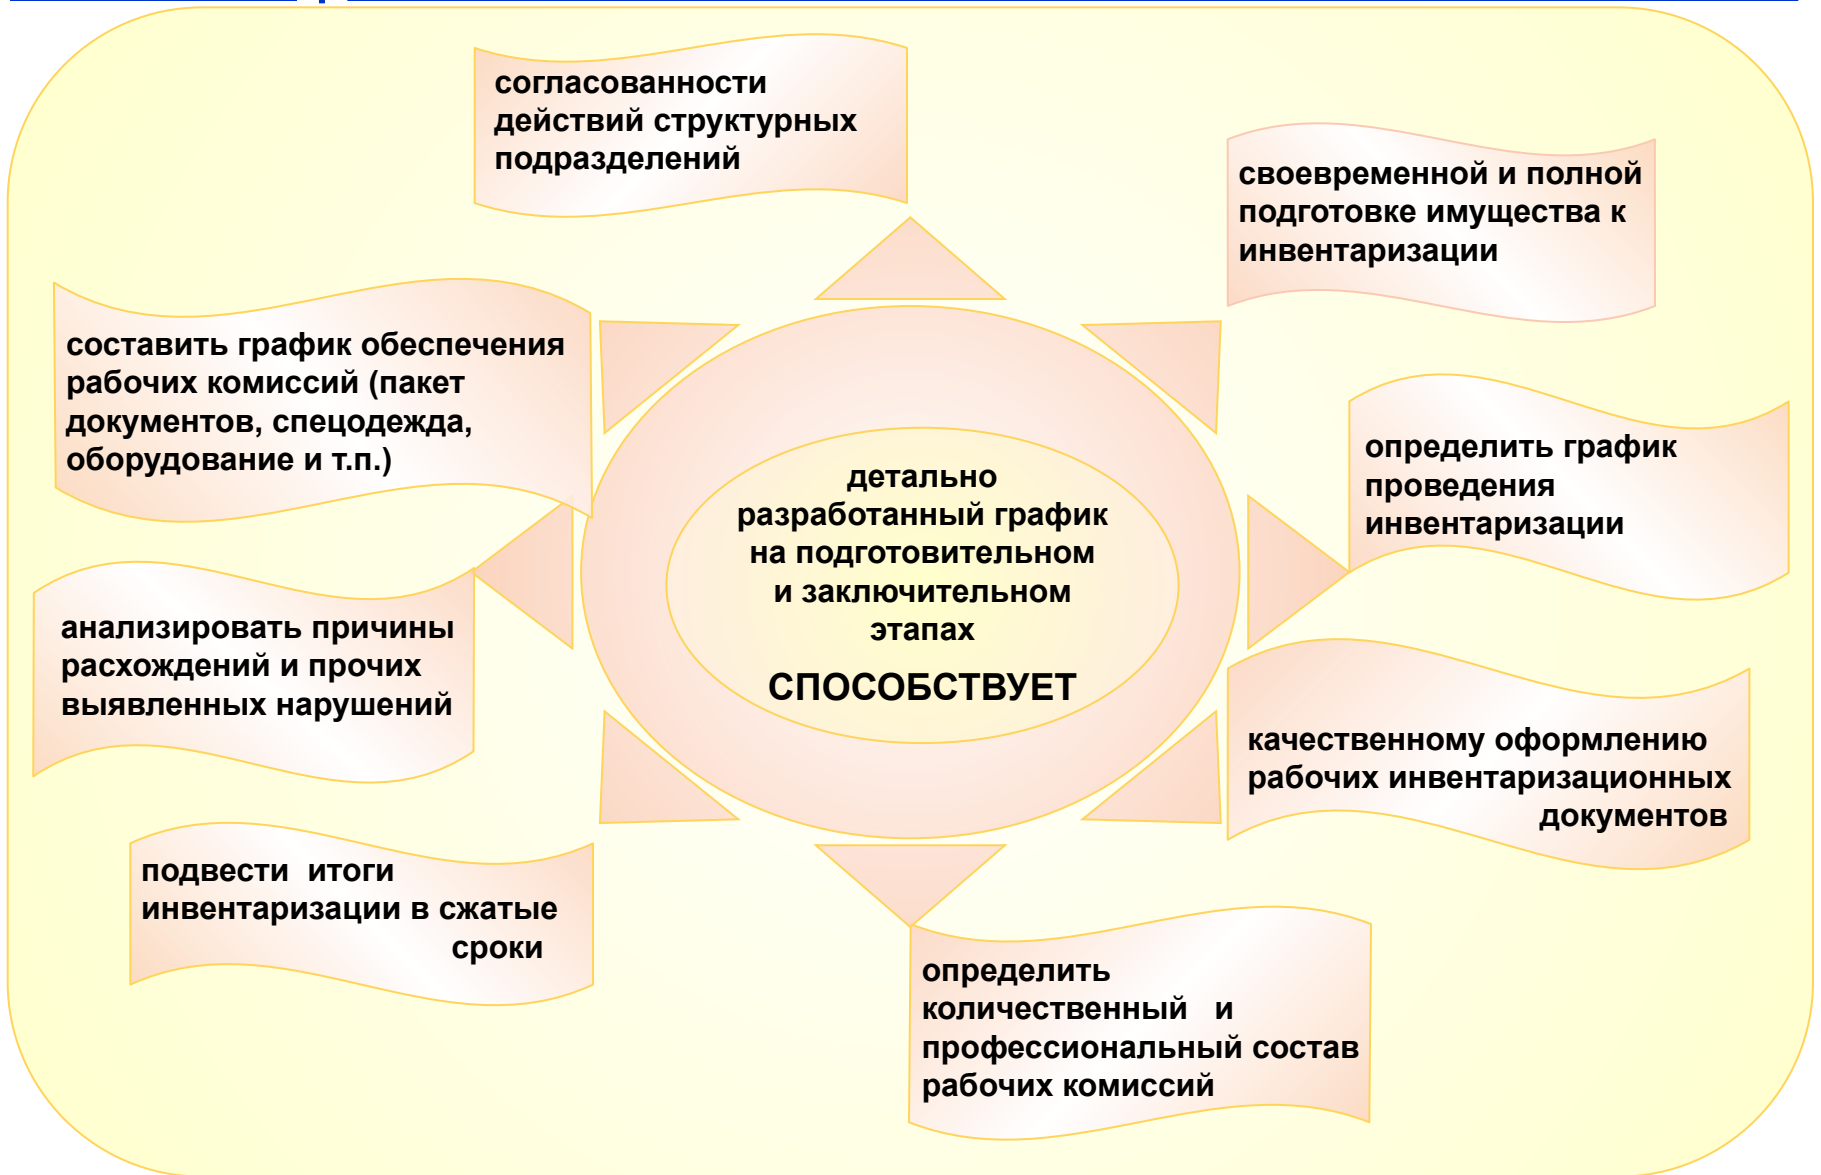 согласованности
действий структурных
подразделений
своевременной и полной
подготовке имущества к
инвентаризации
составить график обеспечения
рабочих комиссий (пакет
документов, спецодежда,
оборудование и т.п.)
определить график
проведения
инвентаризации
детально
разработанный график
на подготовительном
и заключительном
этапах
СПОСОБСТВУЕТ
анализировать причины
расхождений и прочих
выявленных нарушений
качественному оформлению
рабочих инвентаризационных
документов
подвести итоги
инвентаризации в сжатые
сроки
определить
количественный и
профессиональный состав
рабочих комиссий